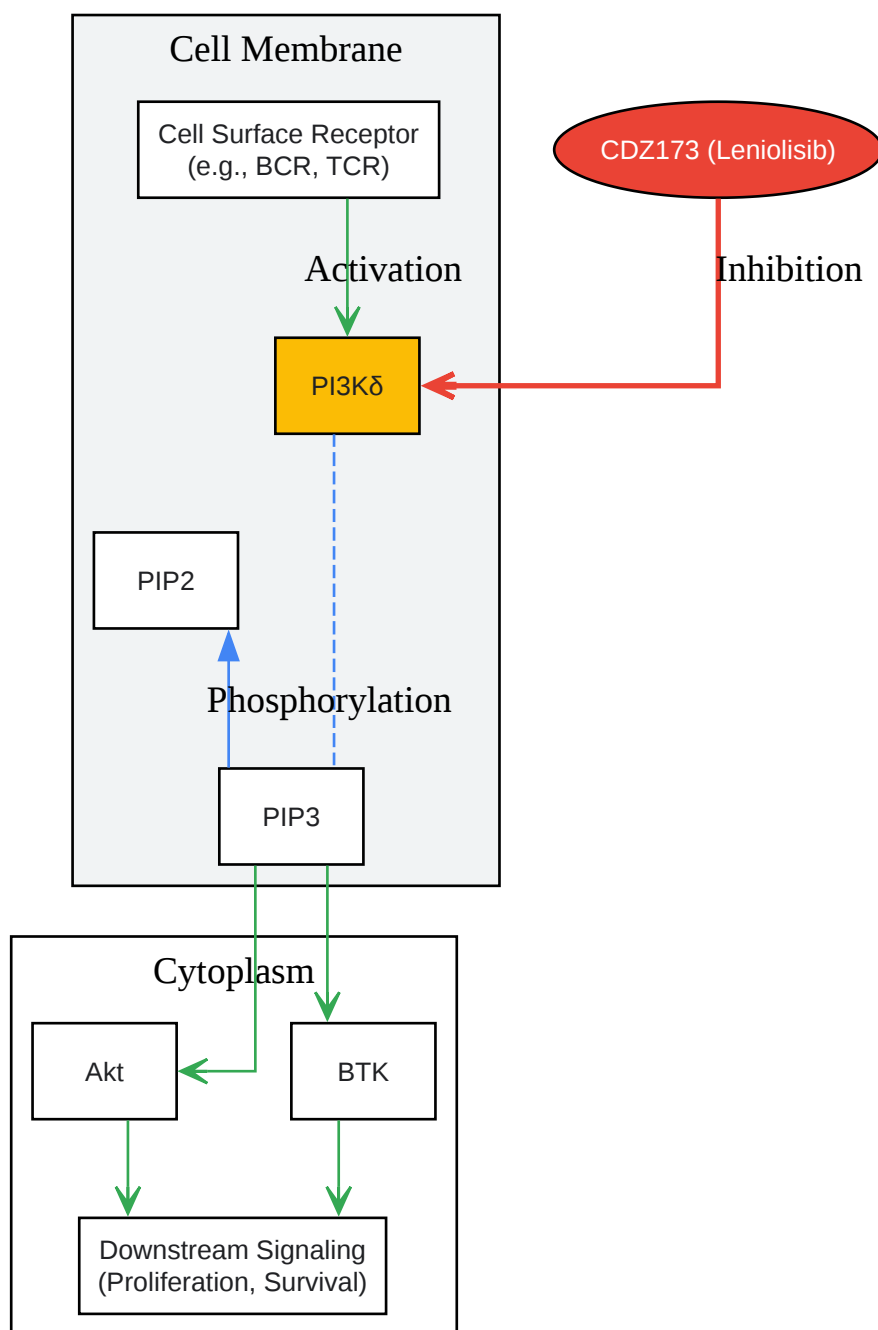 Cell Membrane
Cell Surface Receptor
(e.g., BCR, TCR)
CDZ173 (Leniolisib)
Activation
Inhibition
PI3Kδ
PIP2
Phosphorylation
PIP3
Cytoplasm
Akt
BTK
Downstream Signaling
(Proliferation, Survival)